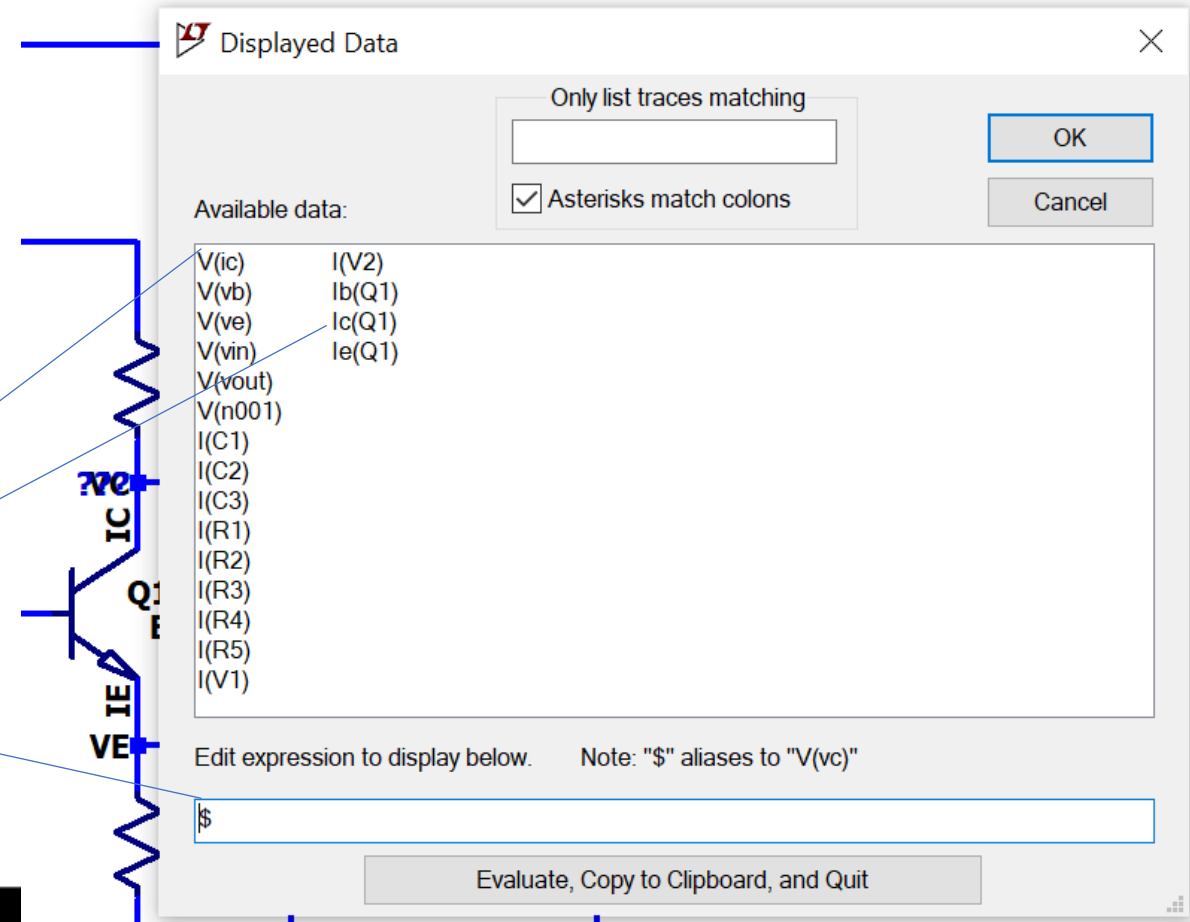 Displayed Data
Only list traces matching
OK
Asterisks match colons
Cancel
Available data:
V(ic) I(V2)
V(vb) Ib(Q1)
V(ve) Ic(Q1)
V(vin) Ie(Q1)
V(vout)
V(n001)
I(C1)
I(C2)
I(C3)
I(R1)
I(R2)
I(R3)
I(R4)
I(R5)
I(V1)
???
VC
IC
Q1
IE
VE
Edit expression to display below. Note: "$" aliases to "V(vc)"
$
Evaluate, Copy to Clipboard, and Quit